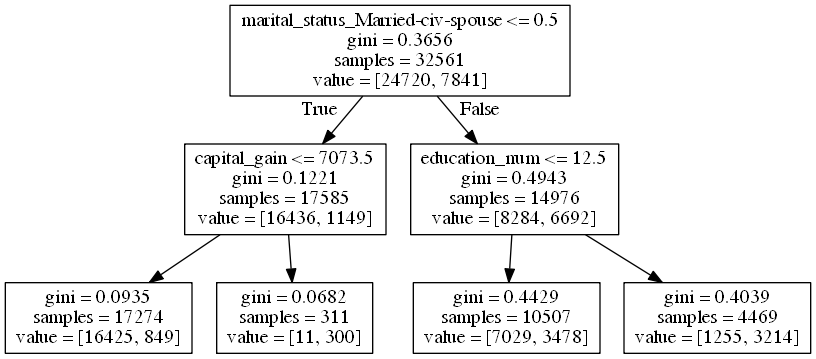 marital_status_Married-civ-spouse <= 0.5
gini = 0.3656
samples = 32561
value = [24720, 7841]
True
False
capital_gain <= 7073.5
gini = 0.1221
samples = 17585
value = [16436, 1149]
education_num <= 12.5
gini = 0.4943
samples = 14976
value = [8284, 6692]
gini = 0.0935
samples = 17274
value = [16425, 849]
gini = 0.0682
samples = 311
value = [11, 300]
gini = 0.4429
samples = 10507
value = [7029, 3478]
gini = 0.4039
samples = 4469
value = [1255, 3214]